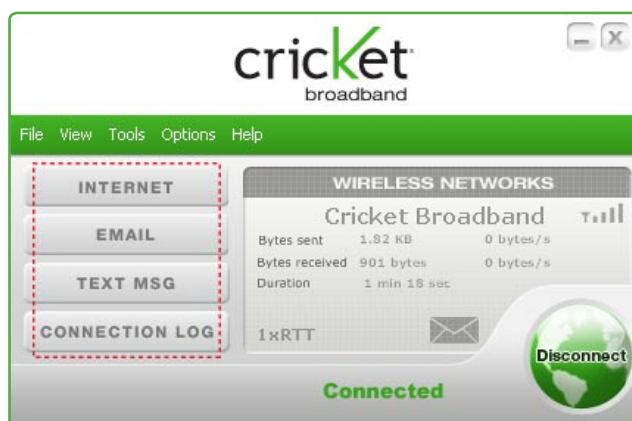 cricket
broadband
File View Tools Options Help
INTERNET
EMAIL
TEXT MSG
CONNECTION LOG
WIRELESS NETWORKS
Cricket Broadband
Bytes sent 1.82 KB 0 bytes/s
Bytes received 901 bytes 0 bytes/s
Duration 1 min 18 sec
1xRTT
Disconnect
Connected